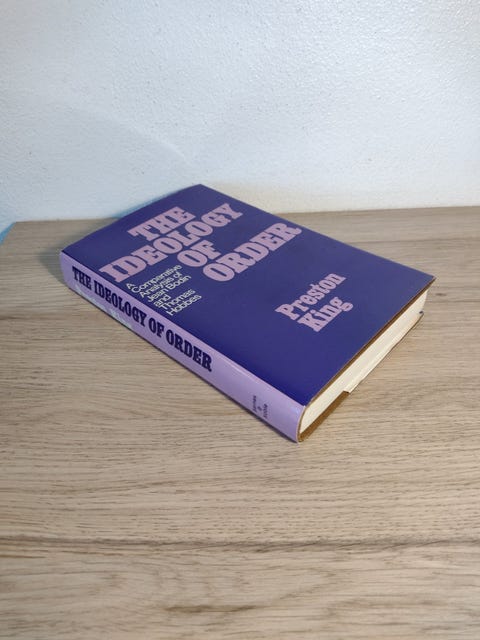 THE
IDEOLOGY
OF
ORDER
A
Comparative
Analysis of
Jean Bodin
and
Thomas
Hobbes
Preston
King
THE IDEOLOGY OF ORDER